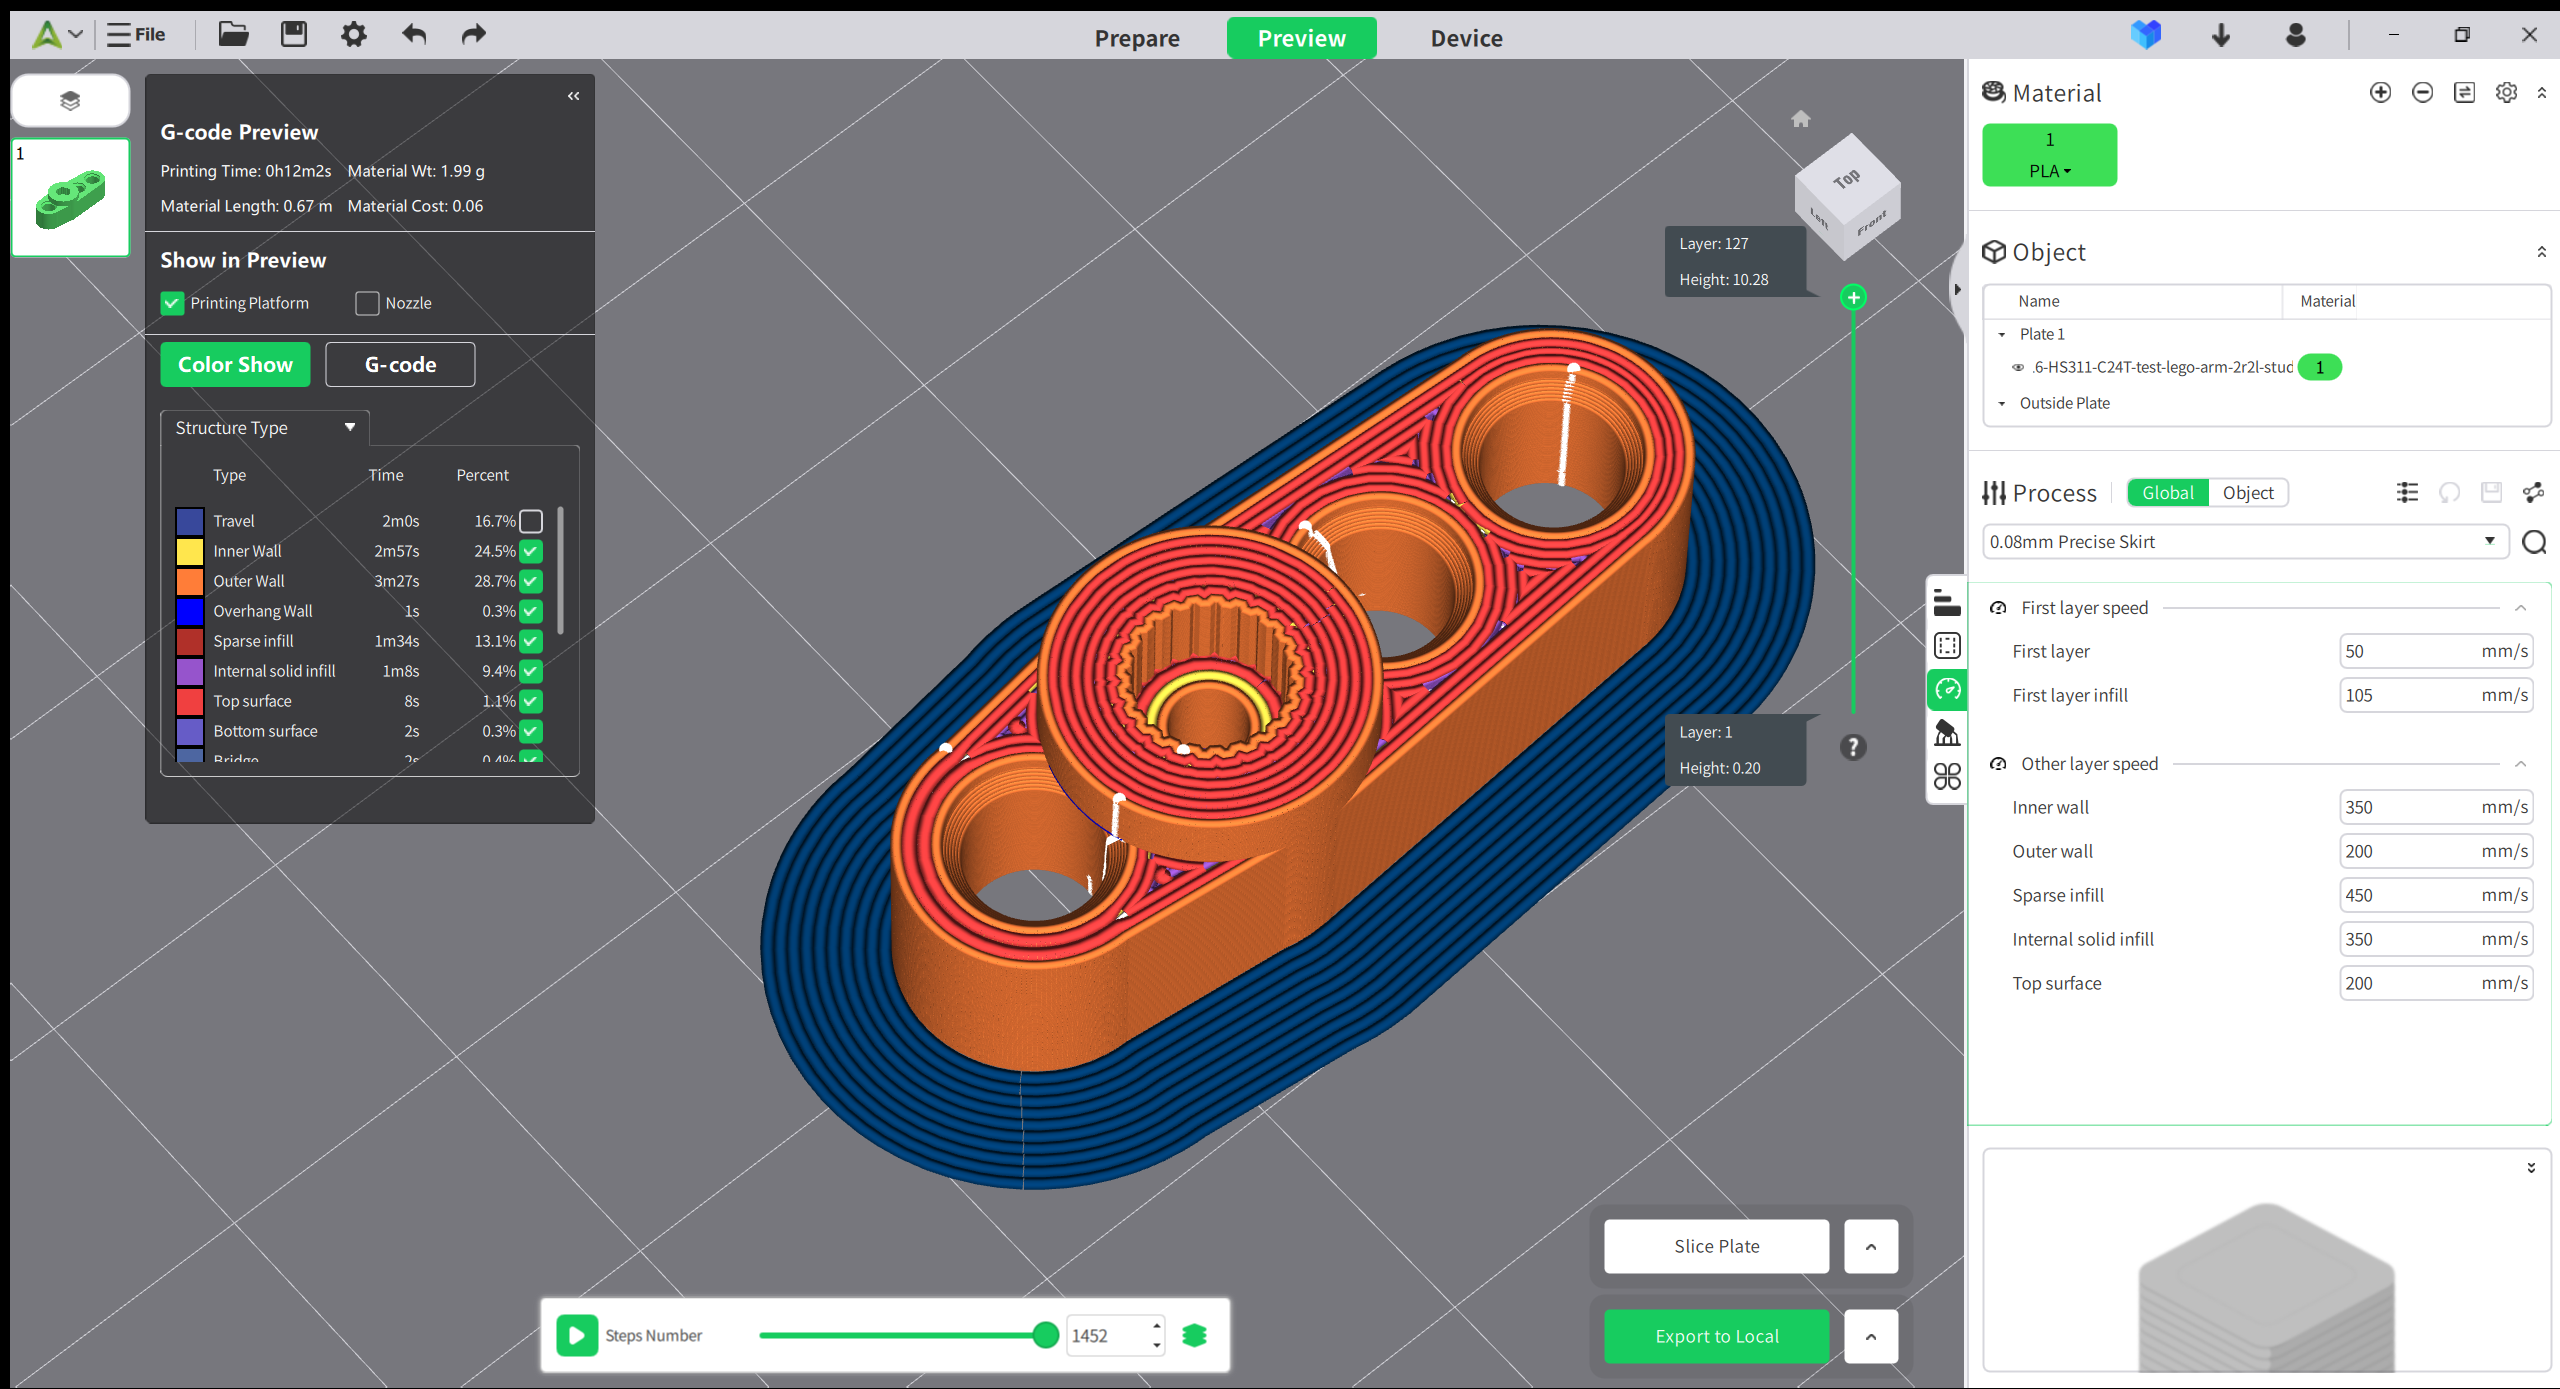 File
Prepare
Preview
Device
1
G-code Preview
Printing Time: 0h12m2s Material Wt: 1.99 g
Material Length: 0.67 m Material Cost: 0.06
Show in Preview
Printing Platform Nozzle
Color Show G-code
Structure Type
Type Time Percent
Travel 2m0s 16.7%
Inner Wall 2m57s 24.5%
Outer Wall 3m27s 28.7%
Overhang Wall 1s 0.3%
Sparse infill 1m34s 13.1%
Internal solid infill 1m8s 9.4%
Top surface 8s 1.1%
Bottom surface 2s 0.3%
Bridge 2s 0.4%
Top
Left
Front
Layer: 127
Height: 10.28
Layer: 1
Height: 0.20
?
Steps Number 1452
Slice Plate
Export to Local
Material
1
PLA
Object
Name Material
Plate 1
.6-HS311-C24T-test-lego-arm-2r2l-stud 1
Outside Plate
Process Global Object
0.08mm Precise Skirt
First layer speed
First layer 50 mm/s
First layer infill 105 mm/s
Other layer speed
Inner wall 350 mm/s
Outer wall 200 mm/s
Sparse infill 450 mm/s
Internal solid infill 350 mm/s
Top surface 200 mm/s